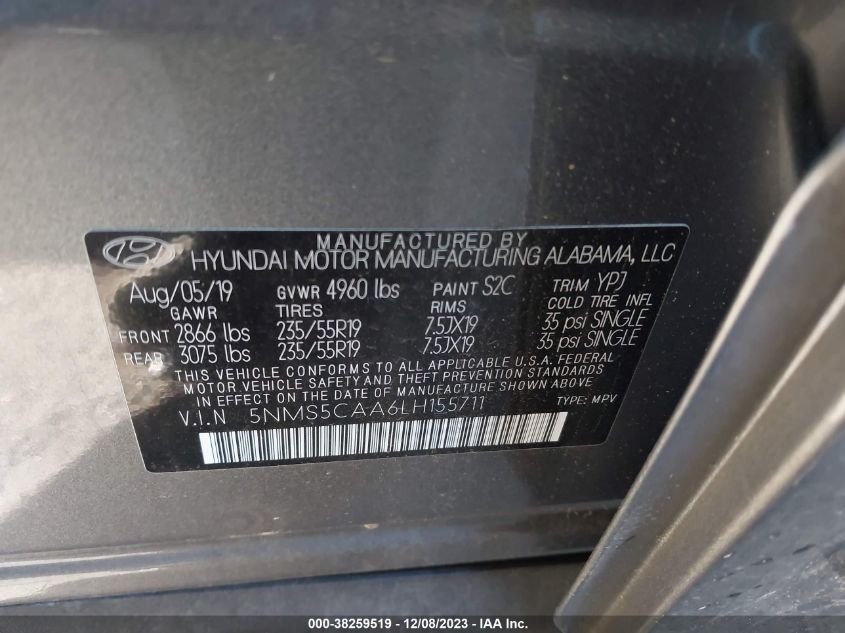 MANUFACTURED BY
HYUNDAI MOTOR MANUFACTURING ALABAMA, LLC
Aug/05/19 GVWR 4960 lbs PAINT S2C TRIM YPJ
GAWR TIRES RIMS COLD TIRE INFL
FRONT 2866 lbs 235/55R19 7.5JX19 35 psi SINGLE
REAR 3075 lbs 235/55R19 7.5JX19 35 psi SINGLE
THIS VEHICLE CONFORMS TO ALL APPLICABLE U.S.A. FEDERAL
MOTOR VEHICLE SAFETY AND THEFT PREVENTION STANDARDS
IN EFFECT ON THE DATE OF MANUFACTURE SHOWN ABOVE.
V.I.N 5NMS5CAA6LH155711 TYPE: MPV
000-38259519 - 12/08/2023 - IAA Inc.